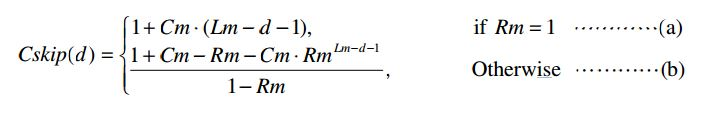 1 + Cm · (Lm − d − 1), if Rm = 1 ············(a)
Cskip(d) = { 1 + Cm − Rm − Cm · Rm^{Lm−d−1}
Otherwise ············(b)
1 − Rm ,